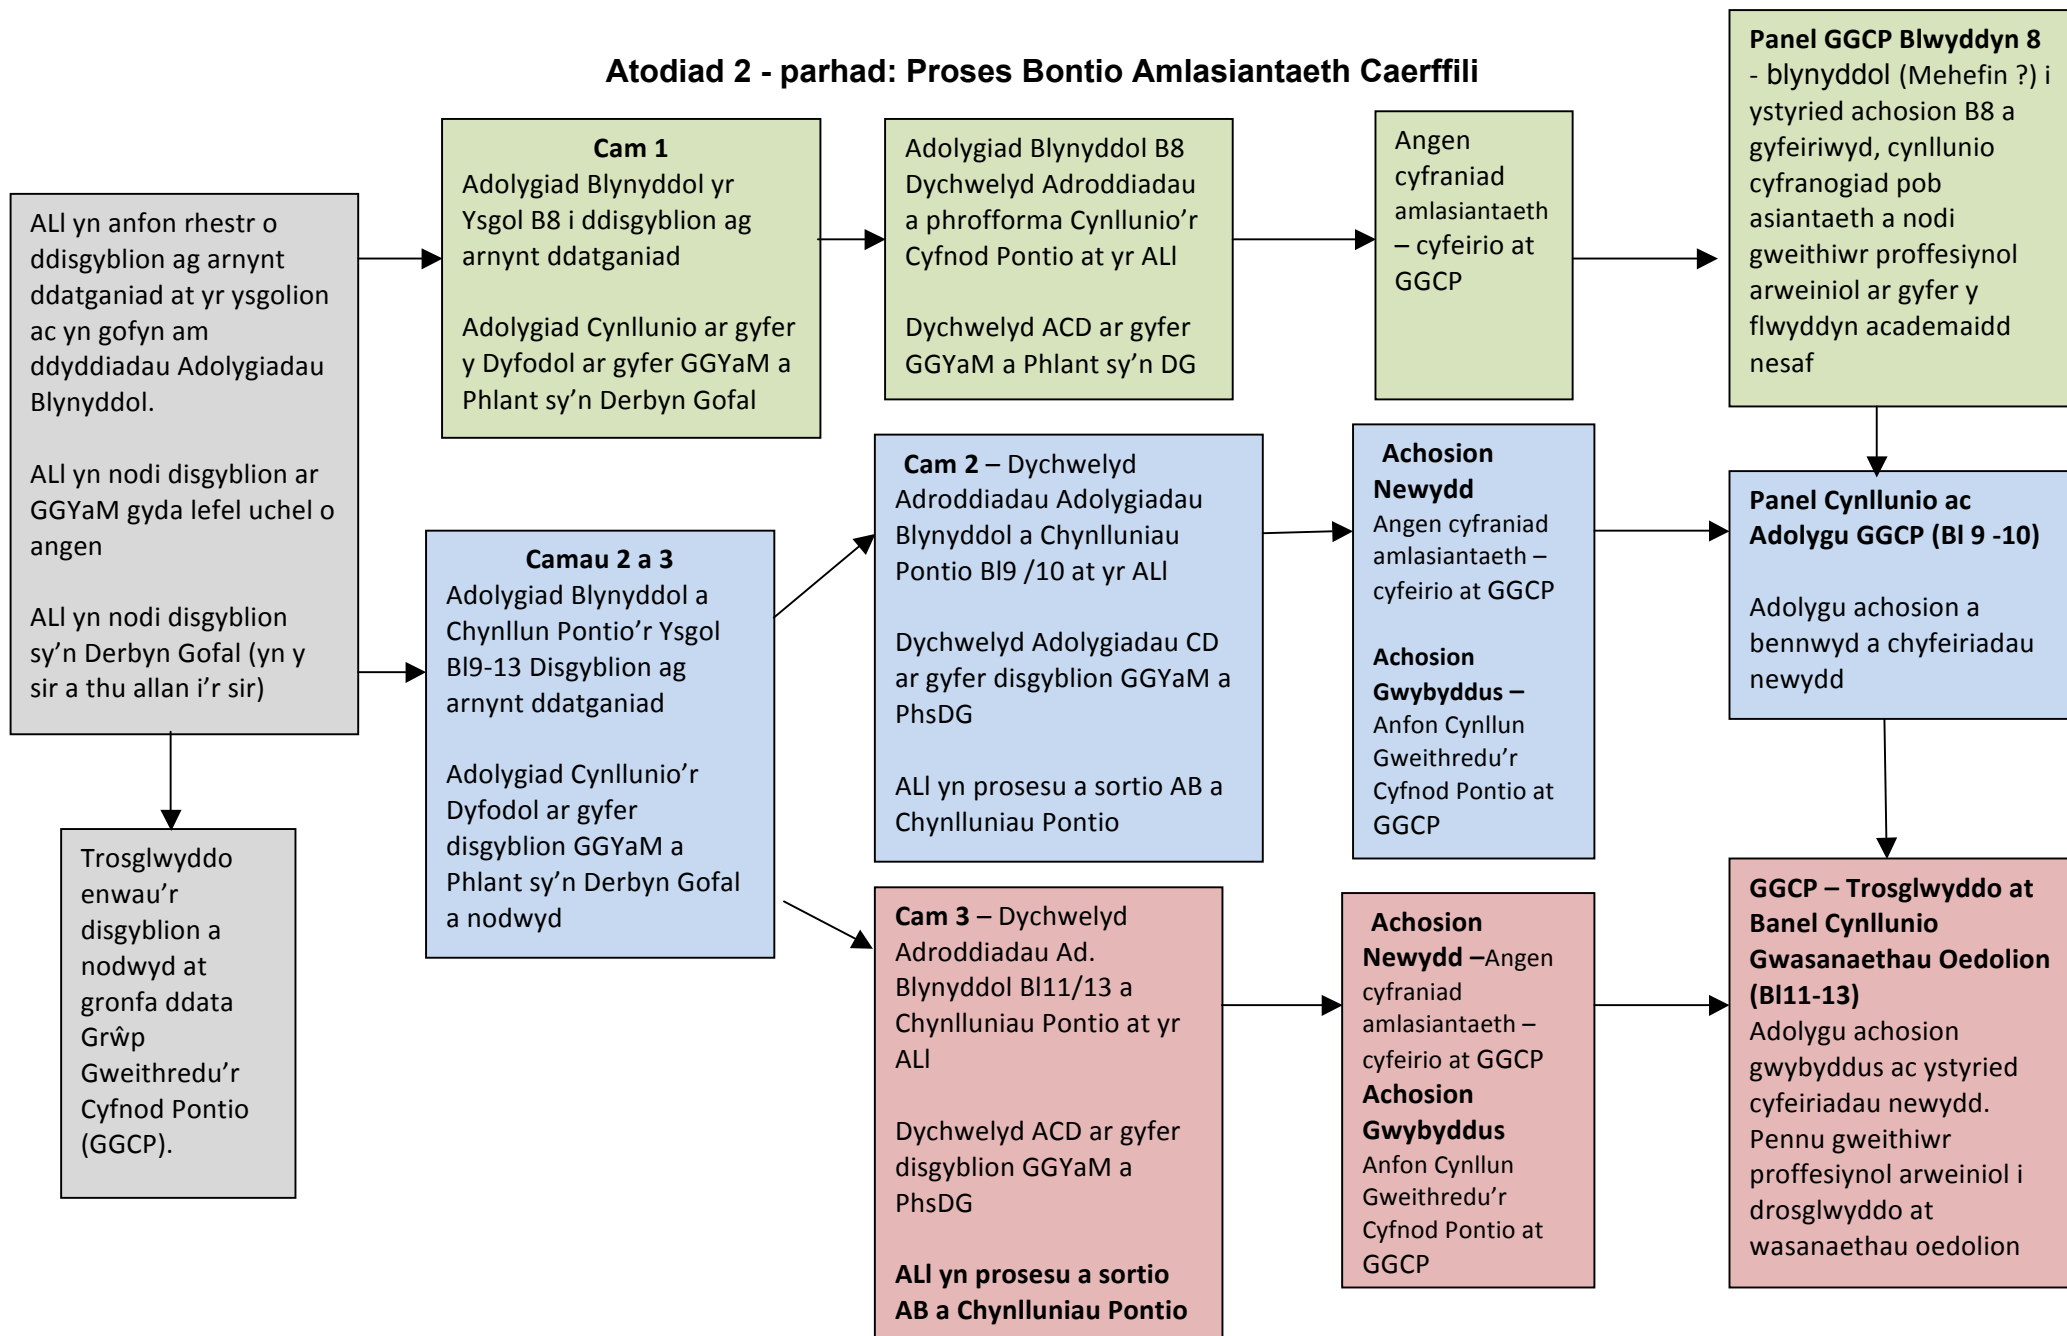 Atodiad 2 - parhad: Proses Bontio Amlasiantaeth Caerffili
ALl yn anfon rhestr o
ddisgyblion ag arnynt
ddatganiad at yr ysgolion
ac yn gofyn am
ddyddiadau Adolygiadau
Blynyddol.
ALl yn nodi disgyblion ar
GGYaM gyda lefel uchel o
angen
ALl yn nodi disgyblion
sy’n Derbyn Gofal (yn y
sir a thu allan i’r sir)
Trosglwyddo
enwau’r
disgyblion a
nodwyd at
gronfa ddata
Grŵp
Gweithredu’r
Cyfnod Pontio
(GGCP).
Cam 1
Adolygiad Blynyddol yr
Ysgol B8 i ddisgyblion ag
arnynt ddatganiad
Adolygiad Cynllunio ar gyfer
y Dyfodol ar gyfer GGYaM a
Phlant sy’n Derbyn Gofal
Adolygiad Blynyddol B8
Dychwelyd Adroddiadau
a phrofforma Cynllunio’r
Cyfnod Pontio at yr ALl
Dychwelyd ACD ar gyfer
GGYaM a Phlant sy’n DG
Angen
cyfraniad
amlasiantaeth
– cyfeirio at
GGCP
Panel GGCP Blwyddyn 8
- blynyddol (Mehefin ?) i
ystyried achosion B8 a
gyfeiriwyd, cynllunio
cyfranogiad pob
asiantaeth a nodi
gweithiwr proffesiynol
arweiniol ar gyfer y
flwyddyn academaidd
nesaf
Camau 2 a 3
Adolygiad Blynyddol a
Chynllun Pontio’r Ysgol
Bl9-13 Disgyblion ag
arnynt ddatganiad
Adolygiad Cynllunio’r
Dyfodol ar gyfer
disgyblion GGYaM a
Phlant sy’n Derbyn Gofal
a nodwyd
Cam 2 – Dychwelyd
Adroddiadau Adolygiadau
Blynyddol a Chynlluniau
Pontio Bl9 /10 at yr ALl
Dychwelyd Adolygiadau CD
ar gyfer disgyblion GGYaM a
PhsDG
ALl yn prosesu a sortio AB a
Chynlluniau Pontio
Achosion
Newydd
Angen cyfraniad
amlasiantaeth –
cyfeirio at GGCP
Achosion
Gwybyddus –
Anfon Cynllun
Gweithredu’r
Cyfnod Pontio at
GGCP
Panel Cynllunio ac
Adolygu GGCP (Bl 9 -10)
Adolygu achosion a
bennwyd a chyfeiriadau
newydd
Cam 3 – Dychwelyd
Adroddiadau Ad.
Blynyddol Bl11/13 a
Chynlluniau Pontio at yr
ALl
Dychwelyd ACD ar gyfer
disgyblion GGYaM a
PhsDG
ALl yn prosesu a sortio
AB a Chynlluniau Pontio
Achosion
Newydd –Angen
cyfraniad
amlasiantaeth –
cyfeirio at GGCP
Achosion
Gwybyddus
Anfon Cynllun
Gweithredu’r
Cyfnod Pontio at
GGCP
GGCP – Trosglwyddo at
Banel Cynllunio
Gwasanaethau Oedolion
(Bl11-13)
Adolygu achosion
gwybyddus ac ystyried
cyfeiriadau newydd.
Pennu gweithiwr
proffesiynol arweiniol i
drosglwyddo at
wasanaethau oedolion